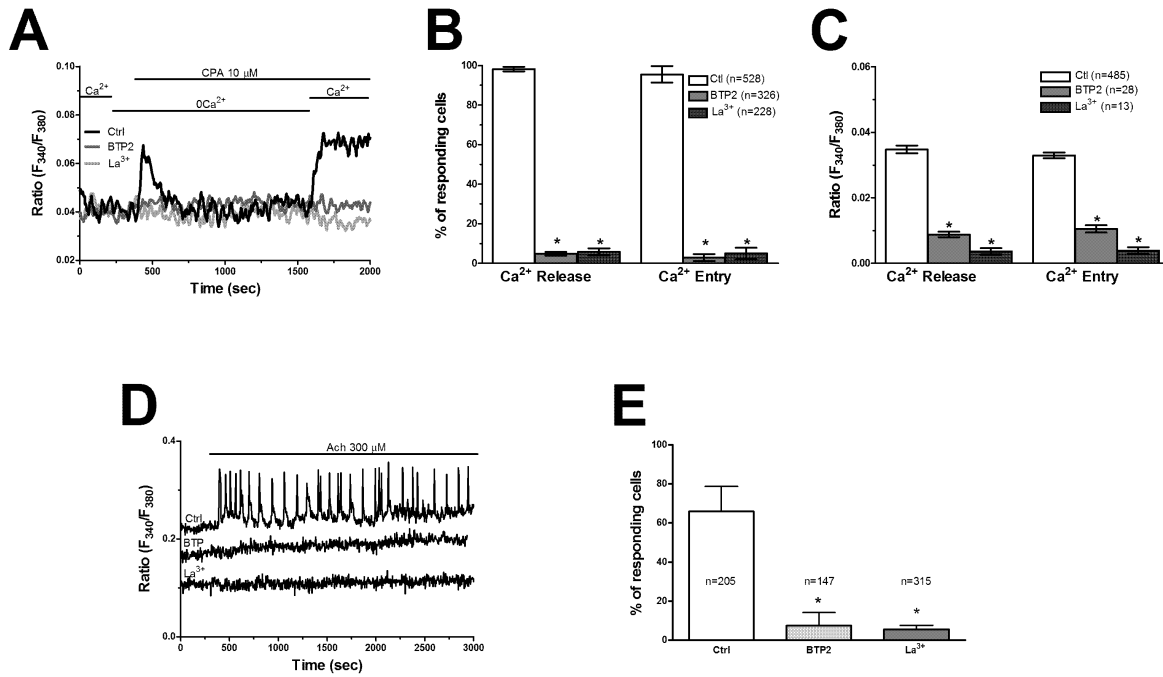 A
CPA 10 µM
Ca²⁺
0Ca²⁺
Ca²⁺
Ctrl
BTP2
La³⁺
Ratio (F₃₄₀/F₃₈₀)
0.10
0.08
0.06
0.04
0.02
0
500
1000
1500
2000
Time (sec)
B
% of responding cells
100
80
60
40
20
0
Ctl (n=528)
BTP2 (n=326)
La³⁺ (n=228)
* * * *
Ca²⁺ Release Ca²⁺ Entry
C
Ratio (F₃₄₀/F₃₈₀)
0.06
0.04
0.02
0.00
Ctl (n=485)
BTP2 (n=28)
La³⁺ (n=13)
* * * *
Ca²⁺ Release Ca²⁺ Entry
D
Ach 300 µM
Ratio (F₃₄₀/F₃₈₀)
0.4
0.2
0.0
Ctrl
BTP
La³⁺
0 500 1000 1500 2000 2500 3000
Time (sec)
E
% of responding cells
100
80
60
40
20
0
n=205 n=147 n=315
* *
Ctrl BTP2 La³⁺